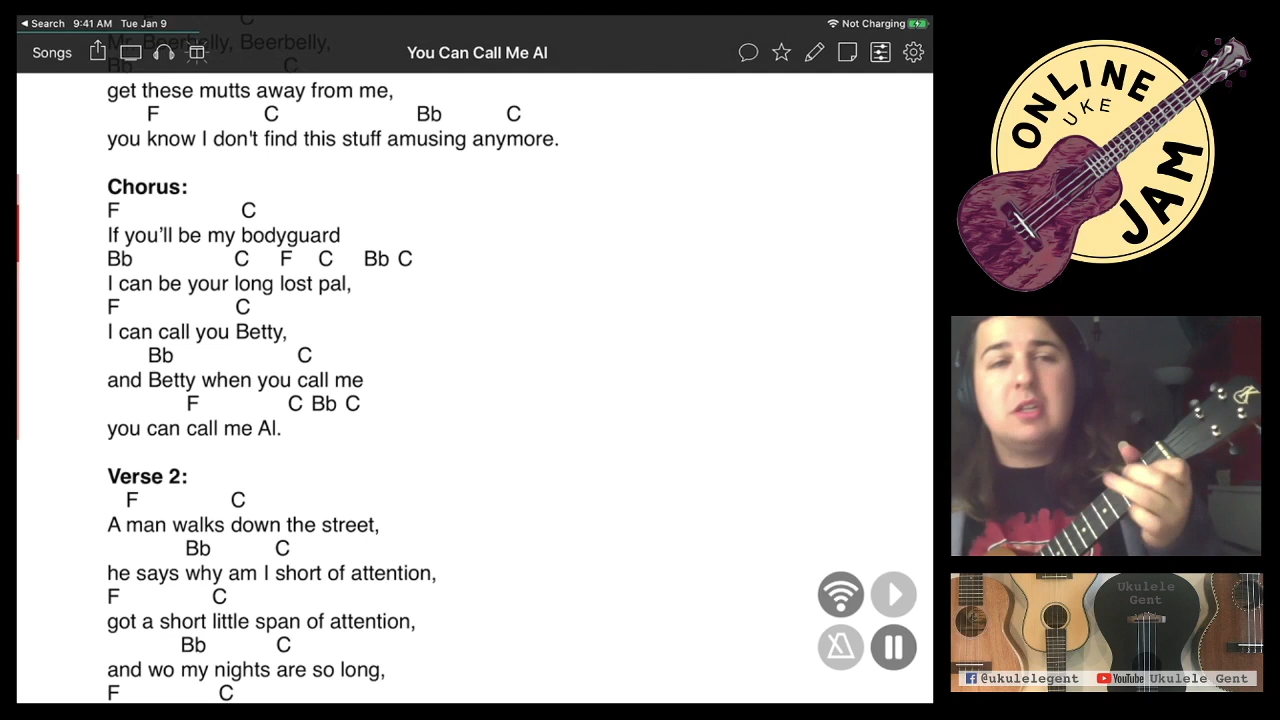 Search 9:41 AM Tue Jan 9
Not Charging
Songs
You Can Call Me Al
C
Mr. Beerbelly, Beerbelly,
Bb C
get these mutts away from me,
F C Bb C
you know I don't find this stuff amusing anymore.
Chorus:
F C
If you’ll be my bodyguard
Bb C F C Bb C
I can be your long lost pal,
F C
I can call you Betty,
Bb C
and Betty when you call me
F C Bb C
you can call me Al.
Verse 2:
F C
A man walks down the street,
Bb C
he says why am I short of attention,
F C
got a short little span of attention,
Bb C
and wo my nights are so long,
F C
ONLINE
UKE
JAM
K
Ukulele
Gent
@ukulelegent YouTube Ukulele Gent